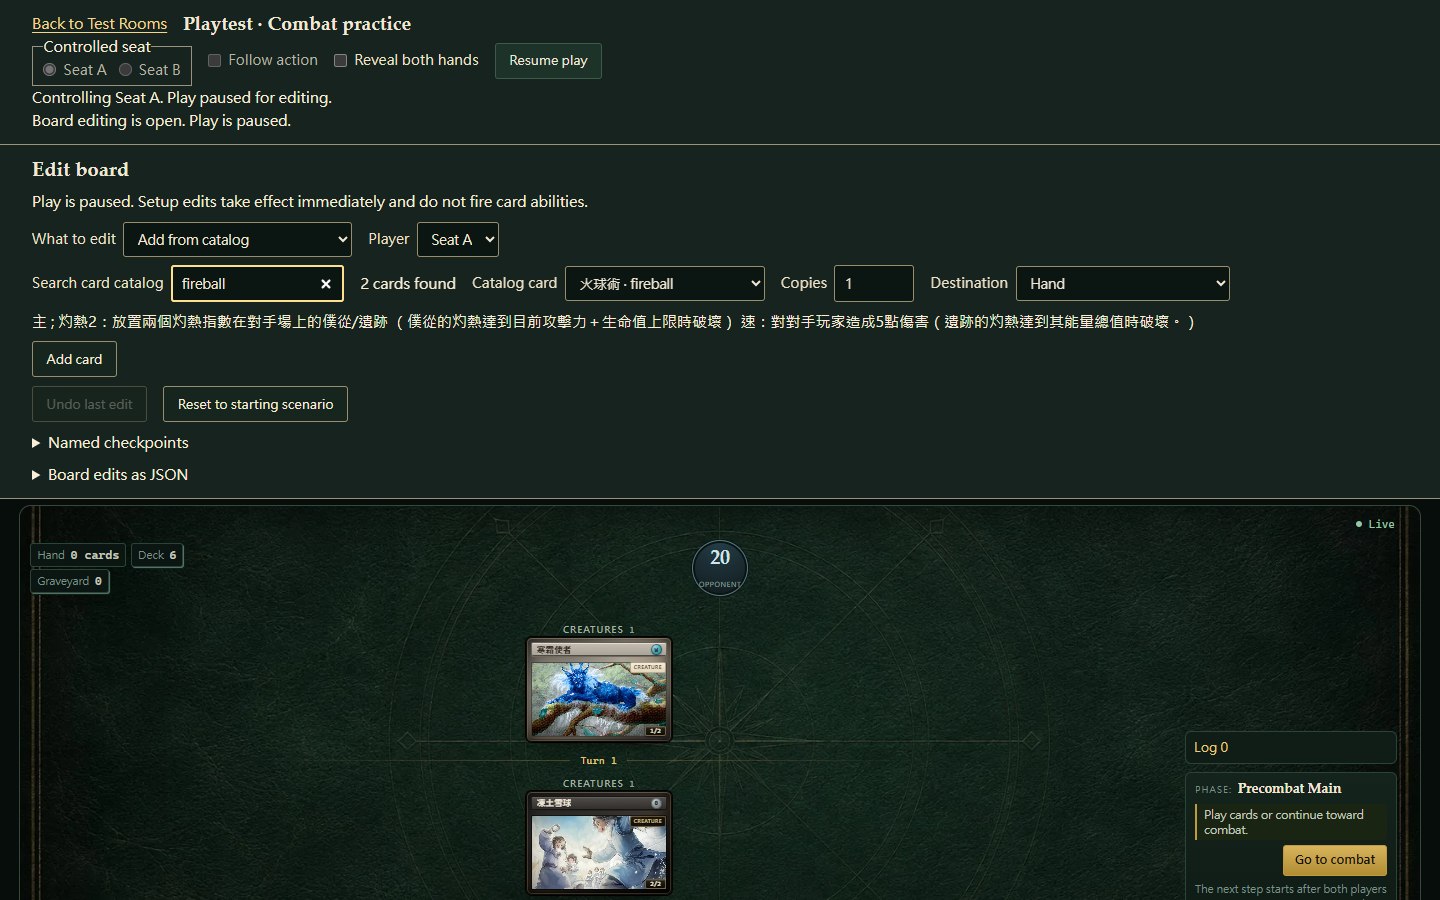 Back to Test Rooms Playtest · Combat practice
Controlled seat
Seat A Seat B Follow action Reveal both hands Resume play
Controlling Seat A. Play paused for editing.
Board editing is open. Play is paused.
Edit board
Play is paused. Setup edits take effect immediately and do not fire card abilities.
What to edit Add from catalog Player Seat A
Search card catalog fireball 2 cards found Catalog card 火球術 · fireball Copies 1 Destination Hand
主 ; 灼熱2：放置兩個灼熱指數在對手場上的僕從/遺跡 （ 僕從的灼熱達到目前攻擊力＋生命值上限時破壞 ） 速：對對手玩家造成5點傷害（ 遺跡的灼熱達到其能量總值時破壞。 ）
Add card
Undo last edit Reset to starting scenario
Named checkpoints
Board edits as JSON
Live
Hand 0 cards Deck 6
Graveyard 0
20
OPPONENT
CREATURES 1
寒霜使者
CREATURE
1/2
Turn 1
CREATURES 1
凍土雪球 0
CREATURE
2/2
Log 0
PHASE: Precombat Main
Play cards or continue toward
combat.
Go to combat
The next step starts after both players